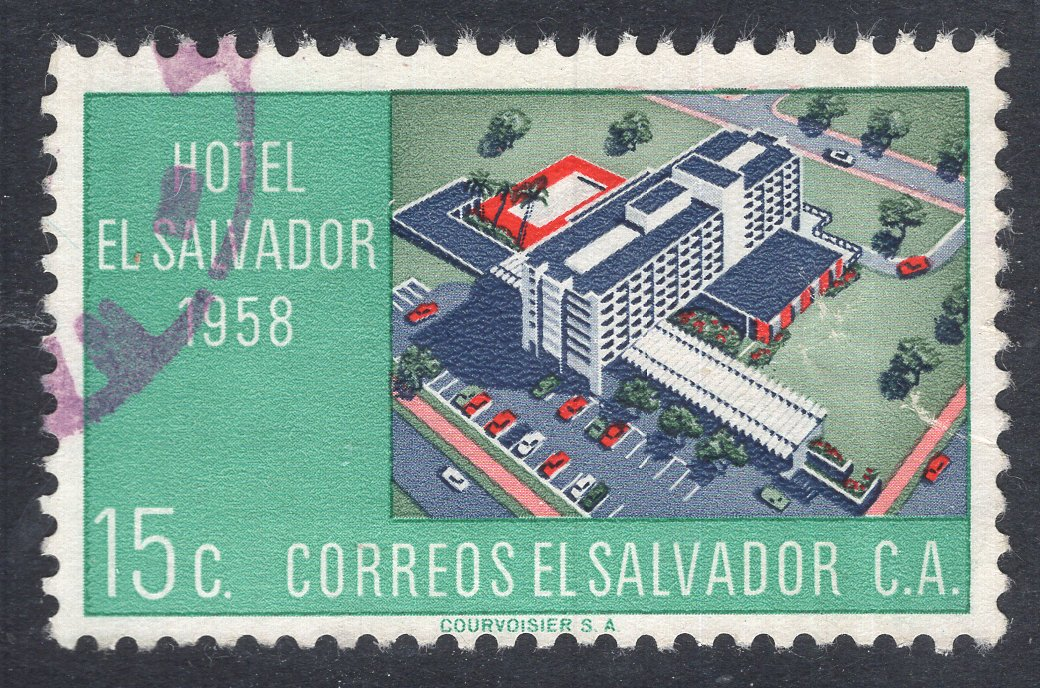 HOTEL
EL SALVADOR
1958
15c. CORREOS EL SALVADOR C.A.
COURVOISIER S. A.